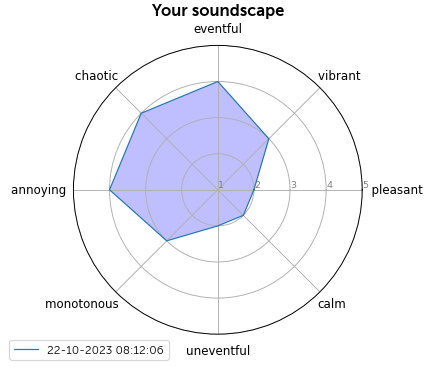 Your soundscape
eventful
chaotic
vibrant
annoying
1
2
3
4
5
pleasant
monotonous
calm
uneventful
22-10-2023 08:12:06